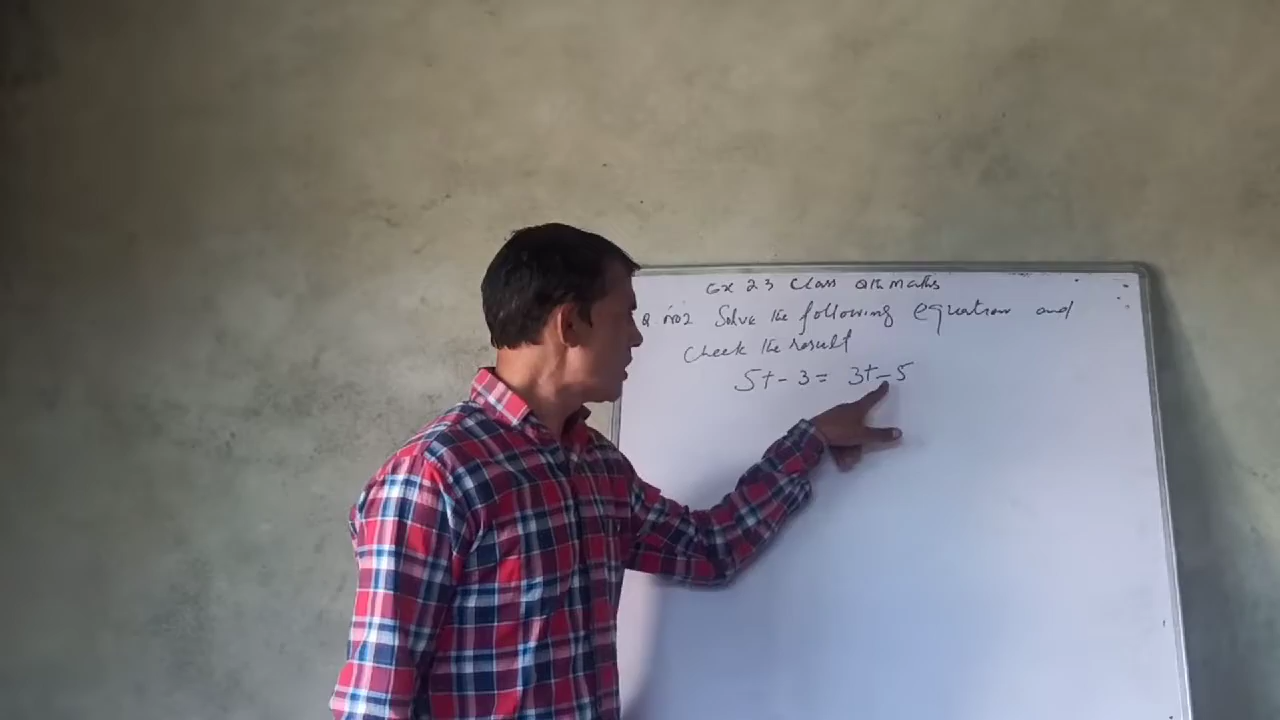 Ex 2.3 Class 8th Maths
Q No2 Solve the following equation and
Check the result
5t - 3 = 3t - 5